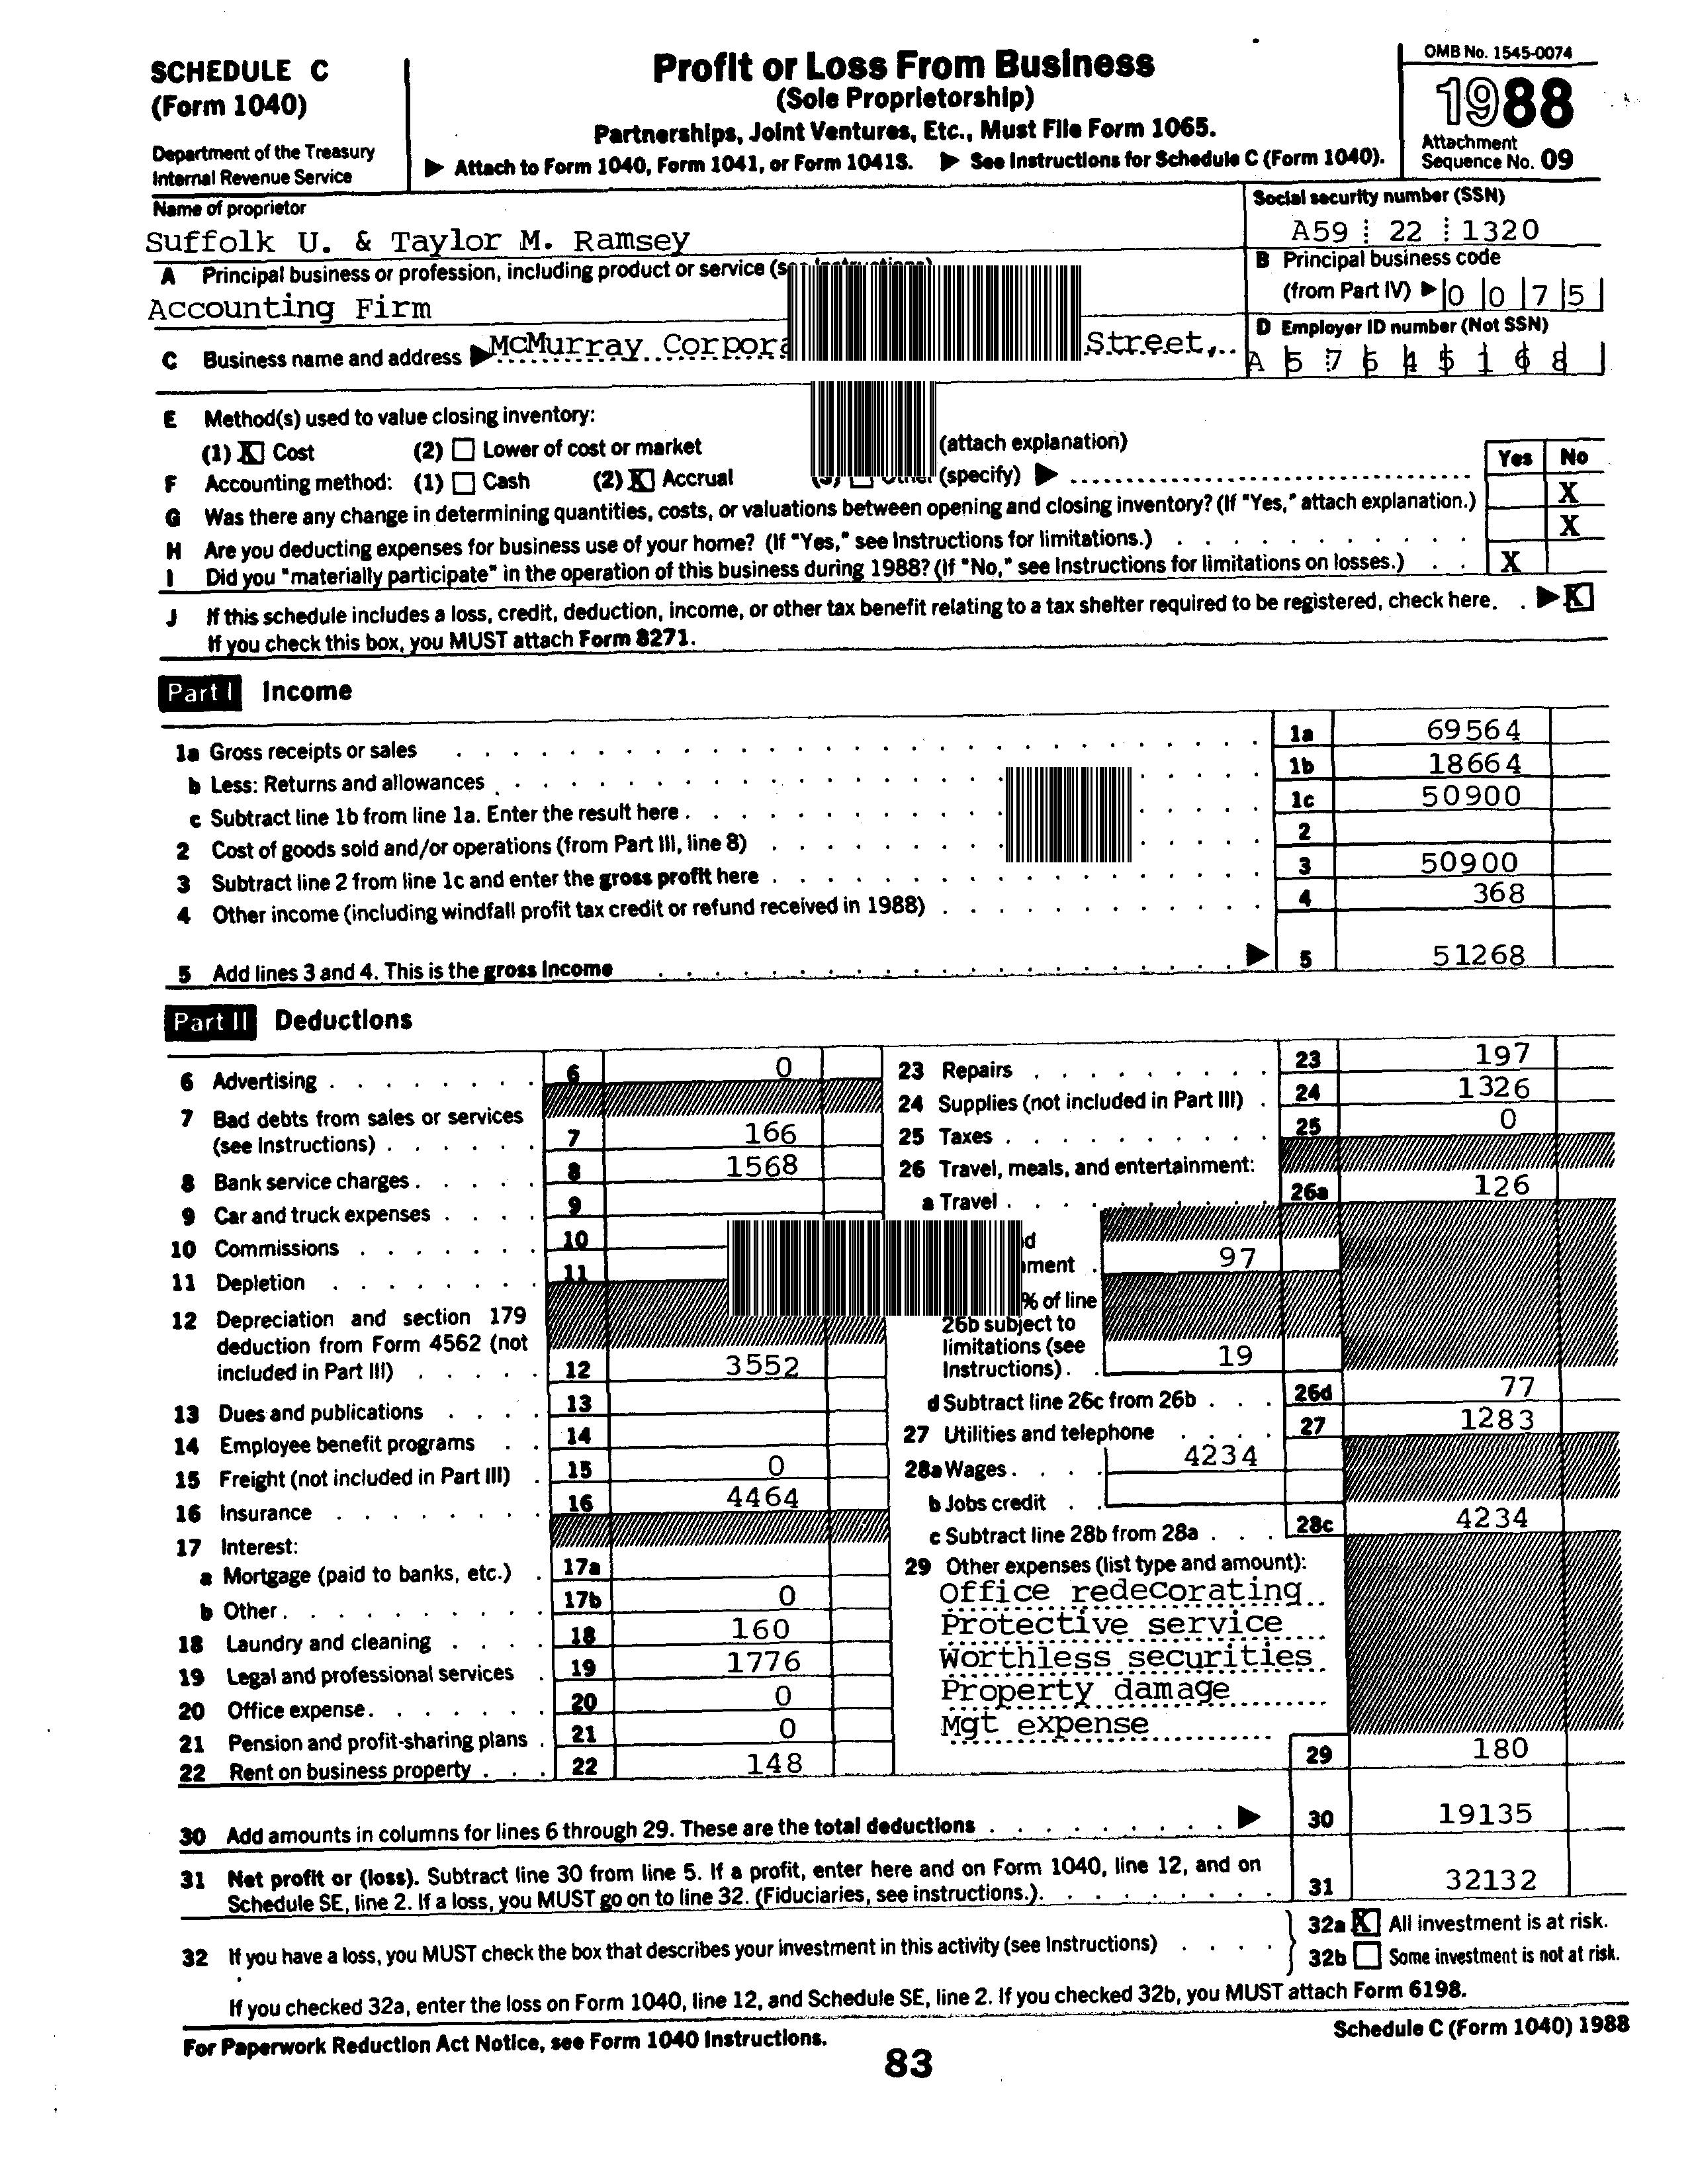 SCHEDULE C
(Form 1040)
Department of the Treasury
Internal Revenue Service
Profit or Loss From Business
(Sole Proprietorship)
Partnerships, Joint Ventures, Etc., Must File Form 1065.
▶ Attach to Form 1040, Form 1041, or Form 1041S. ▶ See Instructions for Schedule C (Form 1040).
OMB No. 1545-0074
1988
Attachment
Sequence No. 09
Name of proprietor
Suffolk U. & Taylor M. Ramsey
Social security number (SSN)
A59 22 1320
A Principal business or profession, including product or service
Accounting Firm
B Principal business code
(from Part IV) ▶ 0 0 7 5
C Business name and address ▶ McMurray Street,
D Employer ID number (Not SSN)
A 5 7 6 4 $ 1 6 8
E Method(s) used to value closing inventory:
(1) X Cost (2) Lower of cost or market (attach explanation)
F Accounting method: (1) Cash (2) X Accrual (specify) ▶
Yes No
G Was there any change in determining quantities, costs, or valuations between opening and closing inventory? (If "Yes," attach explanation.) X
H Are you deducting expenses for business use of your home? (If "Yes," see Instructions for limitations.) X
I Did you "materially participate" in the operation of this business during 1988? (If "No," see Instructions for limitations on losses.) X
J If this schedule includes a loss, credit, deduction, income, or other tax benefit relating to a tax shelter required to be registered, check here. ▶ X
If you check this box, you MUST attach Form 8271.
Part I Income
1a Gross receipts or sales 1a 69564
b Less: Returns and allowances 1b 18664
c Subtract line 1b from line 1a. Enter the result here 1c 50900
2 Cost of goods sold and/or operations (from Part III, line 8) 2
3 Subtract line 2 from line 1c and enter the gross profit here 3 50900
4 Other income (including windfall profit tax credit or refund received in 1988) 4 368
5 Add lines 3 and 4. This is the gross income ▶ 5 51268
Part II Deductions
6 Advertising 6 0
7 Bad debts from sales or services
(see Instructions) 7 166
8 Bank service charges 8 1568
9 Car and truck expenses 9
10 Commissions 10
11 Depletion 11
12 Depreciation and section 179
deduction from Form 4562 (not
included in Part III) 12 3552
13 Dues and publications 13
14 Employee benefit programs 14
15 Freight (not included in Part III) 15 0
16 Insurance 16 4464
17 Interest:
a Mortgage (paid to banks, etc.) 17a
b Other 17b 0
18 Laundry and cleaning 18 160
19 Legal and professional services 19 1776
20 Office expense 20 0
21 Pension and profit-sharing plans 21 0
22 Rent on business property 22 148
23 Repairs 23 197
24 Supplies (not included in Part III) 24 1326
25 Taxes 25 0
26 Travel, meals, and entertainment:
a Travel 26a 126
97
% of line
26b subject to
limitations (see
Instructions) 19
d Subtract line 26c from 26b 26d 77
27 Utilities and telephone 27 1283
28a Wages 4234
b Jobs credit
c Subtract line 28b from 28a 28c 4234
29 Other expenses (list type and amount):
Office redecorating
Protective service
Worthless securities
Property damage
Mgt expense
29 180
30 Add amounts in columns for lines 6 through 29. These are the total deductions ▶ 30 19135
31 Net profit or (loss). Subtract line 30 from line 5. If a profit, enter here and on Form 1040, line 12, and on
Schedule SE, line 2. If a loss, you MUST go on to line 32. (Fiduciaries, see instructions.) 31 32132
32 If you have a loss, you MUST check the box that describes your investment in this activity (see Instructions)
32a X All investment is at risk.
32b Some investment is not at risk.
If you checked 32a, enter the loss on Form 1040, line 12, and Schedule SE, line 2. If you checked 32b, you MUST attach Form 6198.
For Paperwork Reduction Act Notice, see Form 1040 Instructions.
Schedule C (Form 1040) 1988
83